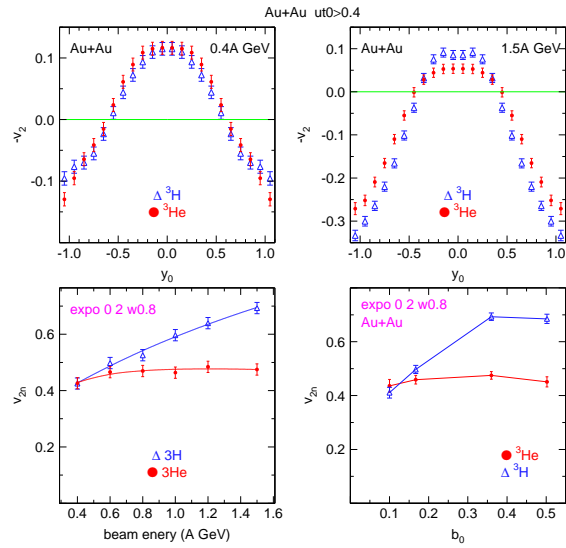 Au+Au ut0>0.4
Au+Au 0.4A GeV
0.1
0.0
-0.1
-v2
Δ ³H
³He
-1.0 -0.5 0.0 0.5 1.0
y0
Au+Au 1.5A GeV
0.1
0.0
-0.1
-0.2
-0.3
-v2
Δ ³H
³He
-1.0 -0.5 0.0 0.5 1.0
y0
expo 0 2 w0.8
0.6
0.4
0.2
v2n
Δ 3H
3He
0.4 0.6 0.8 1.0 1.2 1.4 1.6
beam enery (A GeV)
expo 0 2 w0.8
Au+Au
0.6
0.4
0.2
v2n
³He
Δ ³H
0.1 0.2 0.3 0.4 0.5
b0